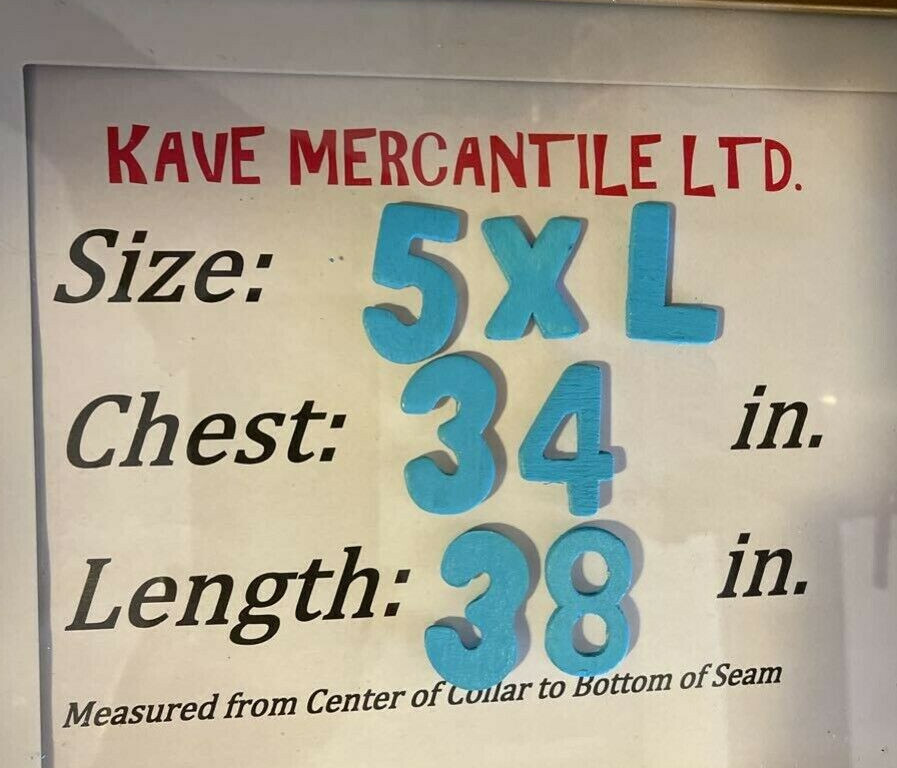 KAVE MERCANTILE LTD.
Size: 5XL
Chest: 34 in.
Length: 38 in.
Measured from Center of Collar to Bottom of Seam